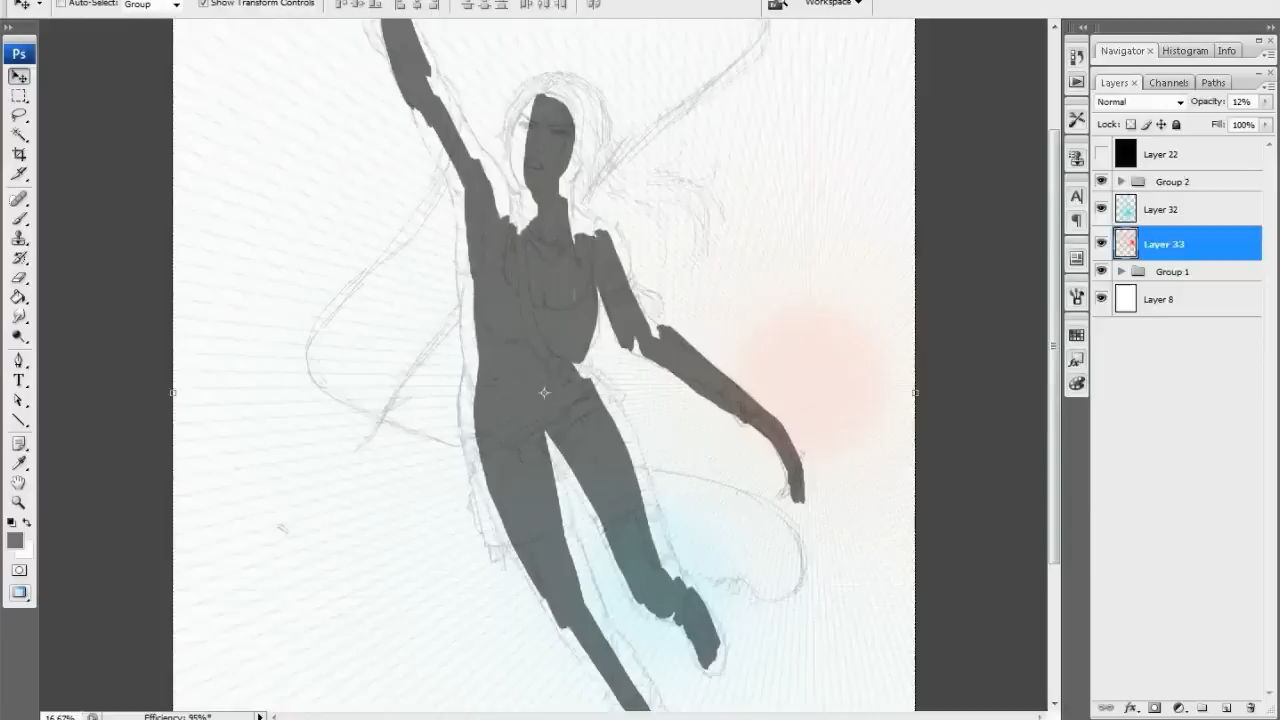 Auto-Select:
Group
Show Transform Controls
Workspace
Ps
T
Navigator × Histogram Info
Layers × Channels Paths
Normal Opacity: 12%
Lock: Fill: 100%
Layer 22
Group 2
Layer 32
Layer 33
Group 1
Layer 8
A
16.67% Efficiency: 95%*